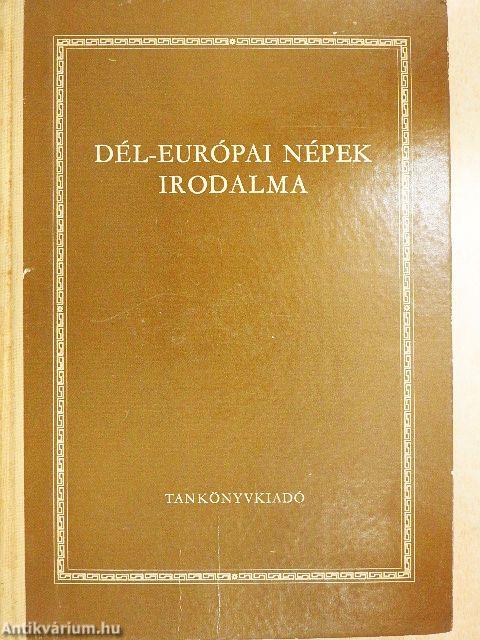 DÉL-EURÓPAI NÉPEK
IRODALMA
TANKÖNYVKIADÓ
Antikvárium.hu